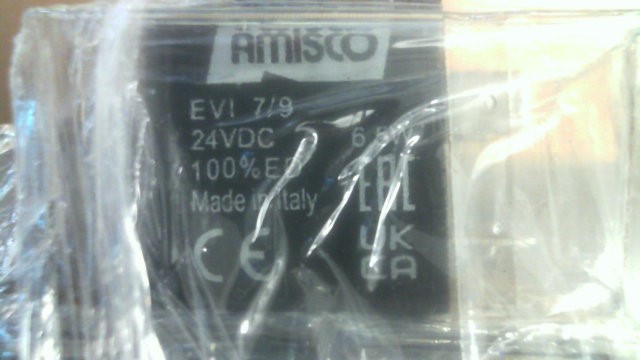 AMISCO
EVI 7/9
24VDC
100%ED
Made in Italy
CE
EAC
UK
CA